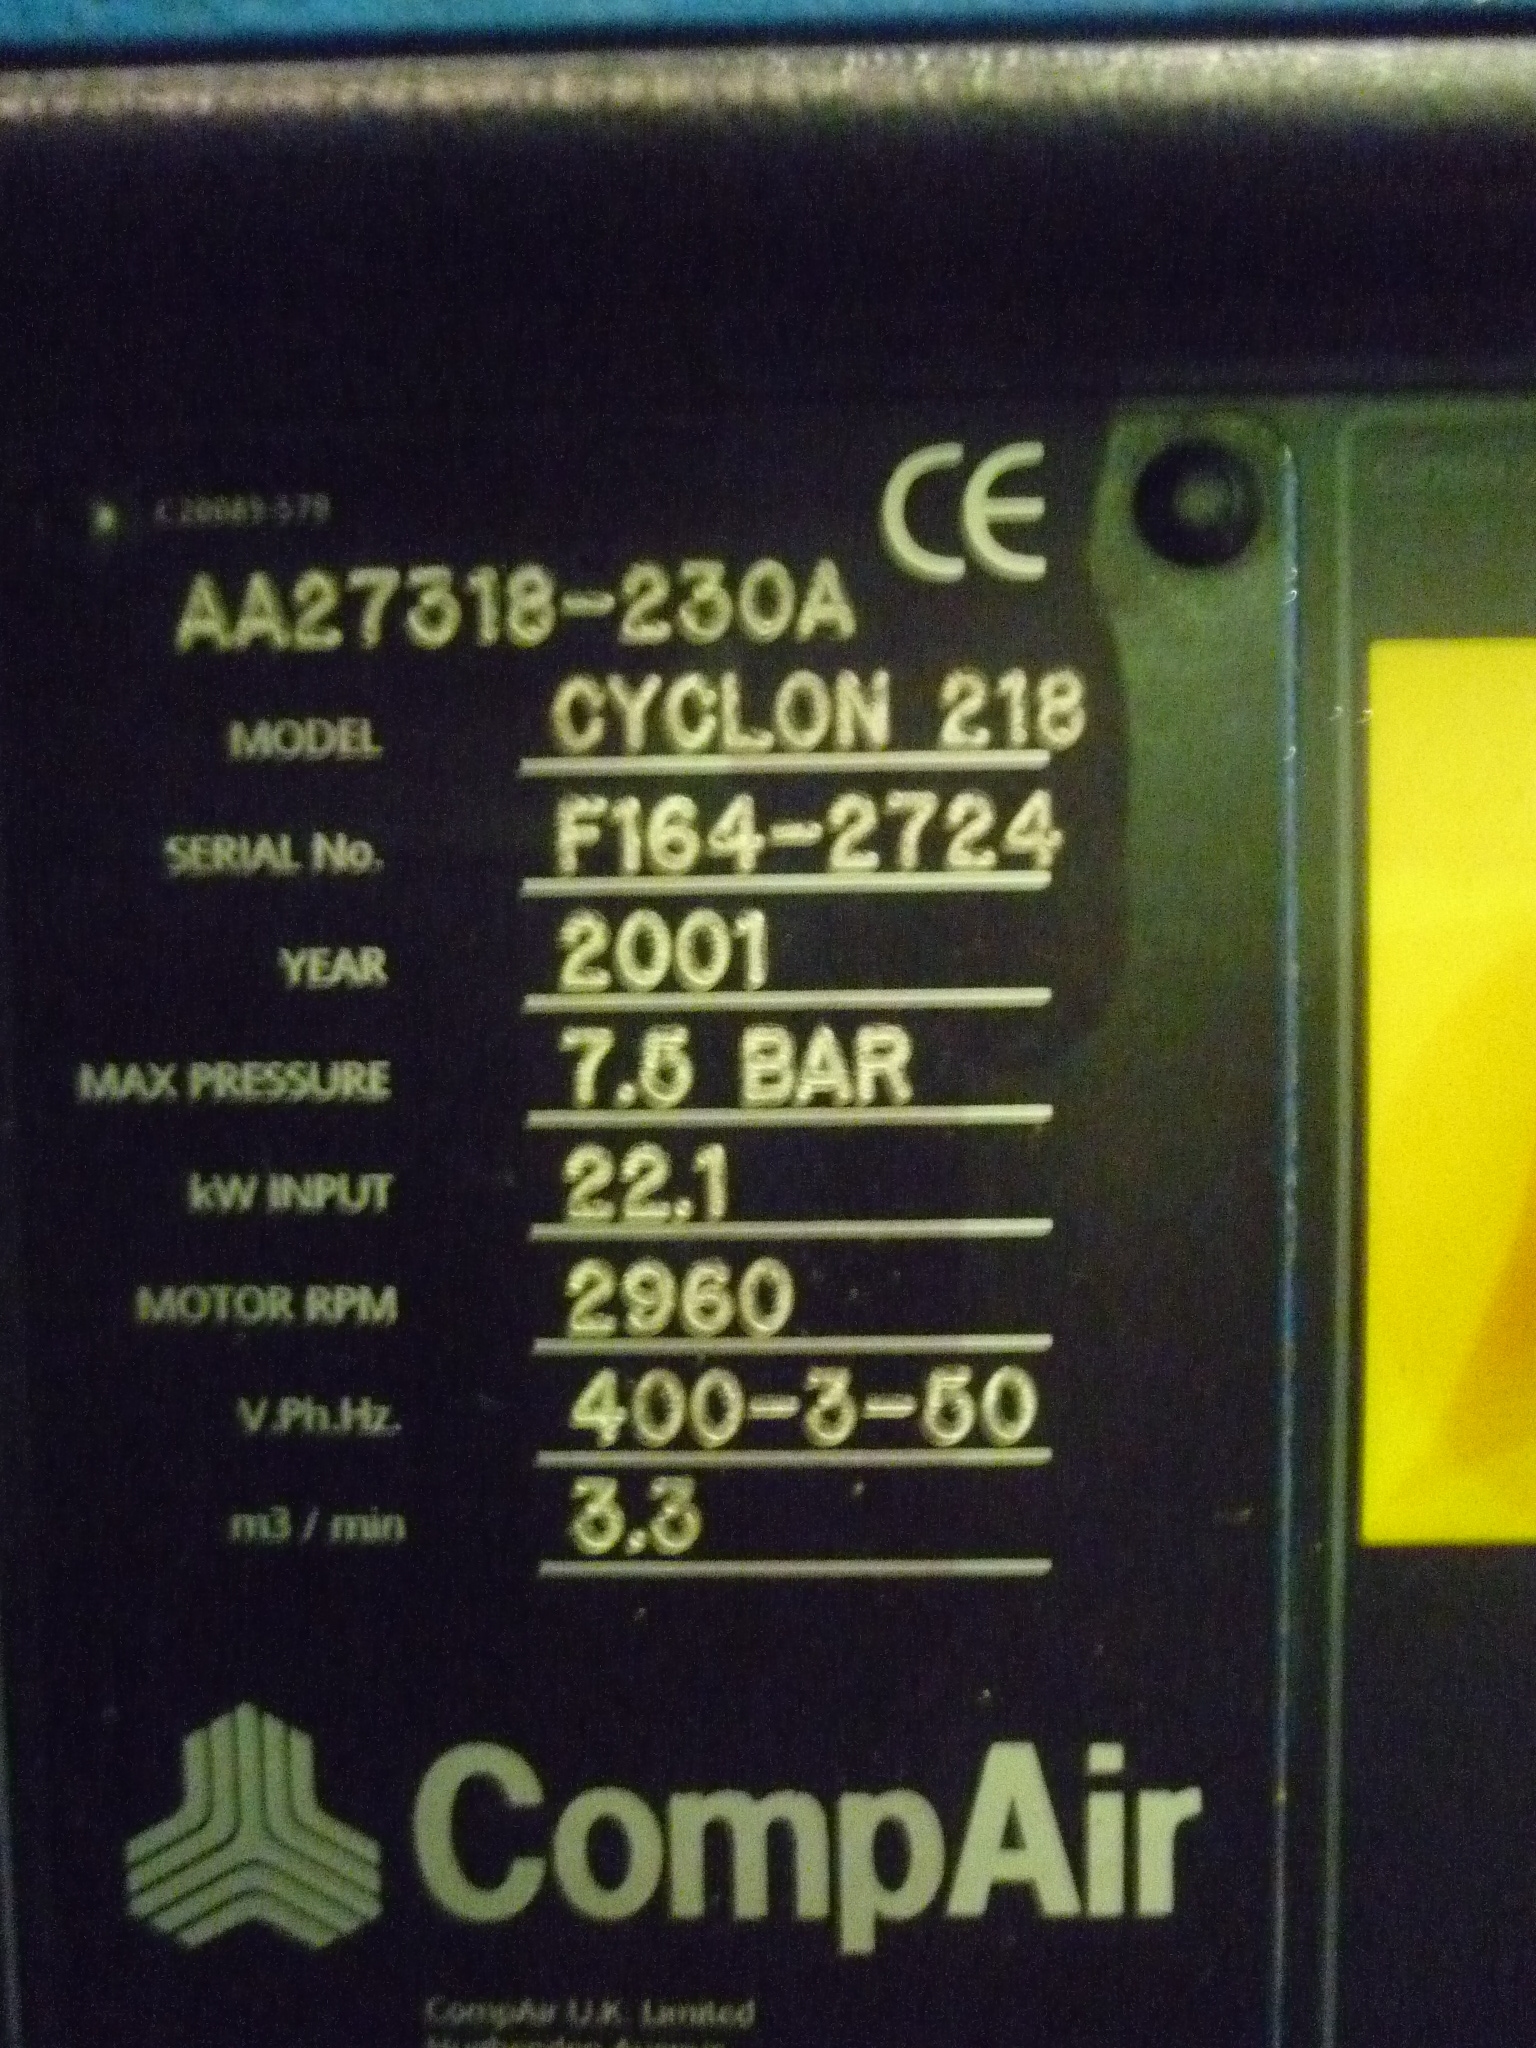 CE
AA27318-230A
MODEL CYCLON 218
SERIAL No. F164-2724
YEAR 2001
MAX PRESSURE 7.5 BAR
kW INPUT 22.1
MOTOR RPM 2960
V.Ph.Hz. 400-3-50
m3 / min 3.3
CompAir
CompAir U.K. Limited